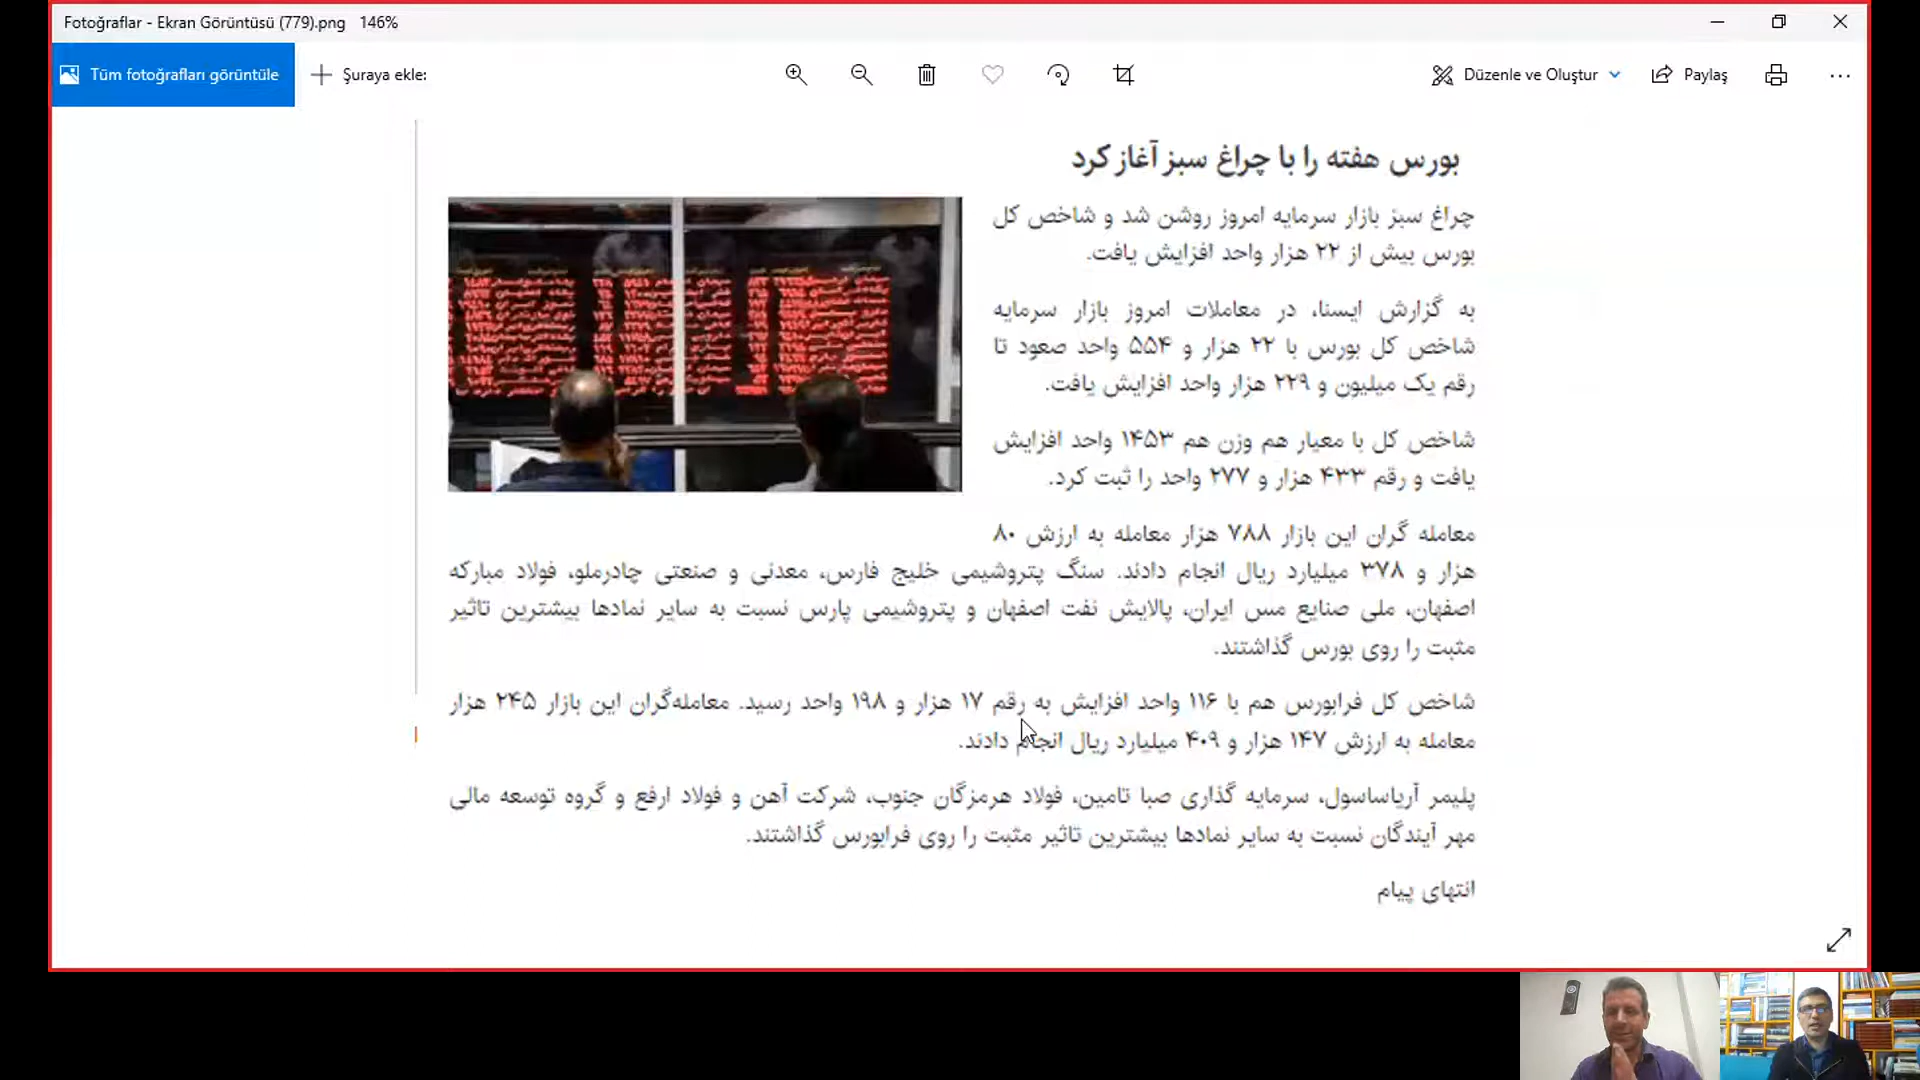 Fotoğraflar - Ekran Görüntüsü (779).png 146%
Tüm fotoğrafları görüntüle
Şuraya ekle:
Düzenle ve Oluştur
Paylaş
بورس هفته را با چراغ سبز آغاز کرد
چراغ سبز بازار سرمایه امروز روشن شد و شاخص کل
بورس بیش از ۲۲ هزار واحد افزایش یافت.
به گزارش ایسنا، در معاملات امروز بازار سرمایه
شاخص کل بورس با ۲۲ هزار و ۵۵۴ واحد صعود تا
رقم یک میلیون و ۲۲۹ هزار واحد افزایش یافت.
شاخص کل با معیار هم وزن هم ۱۴۵۳ واحد افزایش
یافت و رقم ۴۳۳ هزار و ۲۷۷ واحد را ثبت کرد.
معامله گران این بازار ۷۸۸ هزار معامله به ارزش ۸۰
هزار و ۳۷۸ میلیارد ریال انجام دادند. سنگ پتروشیمی خلیج فارس، معدنی و صنعتی چادرملو، فولاد مبارکه
اصفهان، ملی صنایع مس ایران، پالایش نفت اصفهان و پتروشیمی پارس نسبت به سایر نمادها بیشترین تاثیر
مثبت را روی بورس گذاشتند.
شاخص کل فرابورس هم با ۱۱۶ واحد افزایش به رقم ۱۷ هزار و ۱۹۸ واحد رسید. معامله‌گران این بازار ۲۴۵ هزار
معامله به ارزش ۱۴۷ هزار و ۴۰۹ میلیارد ریال انجام دادند.
پلیمر آریاساسول، سرمایه گذاری صبا تامین، فولاد هرمزگان جنوب، شرکت آهن و فولاد ارفع و گروه توسعه مالی
مهر آیندگان نسبت به سایر نمادها بیشترین تاثیر مثبت را روی فرابورس گذاشتند.
انتهای پیام